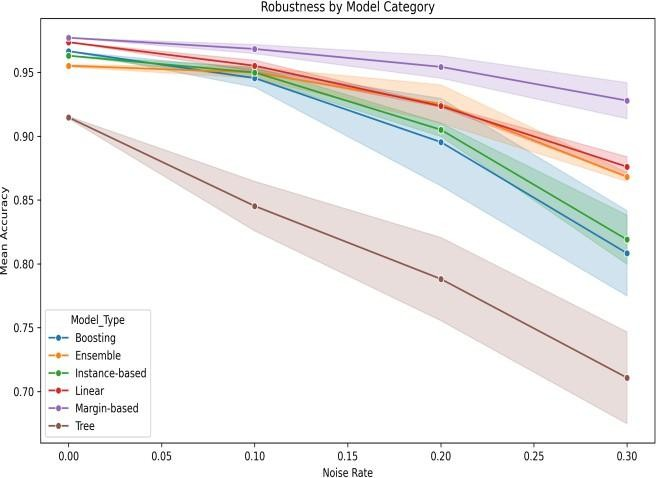 Robustness by Model Category
Mean Accuracy
0.95
0.90
0.85
0.80
0.75
0.70
Model_Type
Boosting
Ensemble
Instance-based
Linear
Margin-based
Tree
0.00 0.05 0.10 0.15 0.20 0.25 0.30
Noise Rate